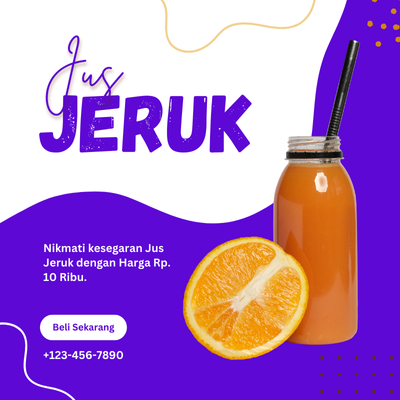 Jus
JERUK
Nikmati kesegaran Jus
Jeruk dengan Harga Rp.
10 Ribu.
Beli Sekarang
+123-456-7890